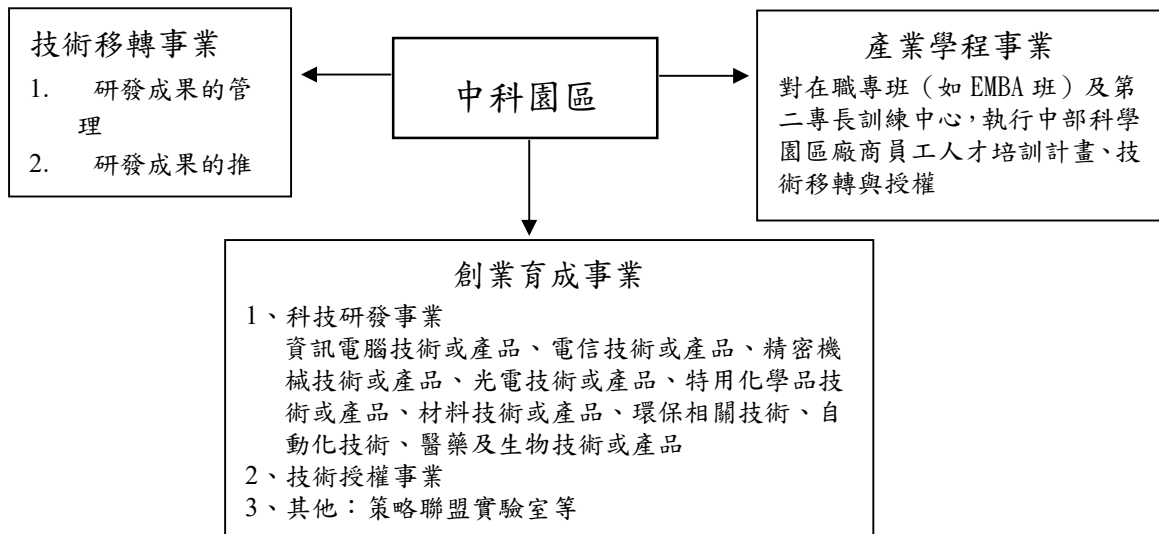 技術移轉事業
1. 研發成果的管
理
2. 研發成果的推
中科園區
產業學程事業
對在職專班（如 EMBA 班）及第
二專長訓練中心，執行中部科學
園區廠商員工人才培訓計畫、技
術移轉與授權
創業育成事業
1、科技研發事業
資訊電腦技術或產品、電信技術或產品、精密機
械技術或產品、光電技術或產品、特用化學品技
術或產品、材料技術或產品、環保相關技術、自
動化技術、醫藥及生物技術或產品
2、技術授權事業
3、其他：策略聯盟實驗室等